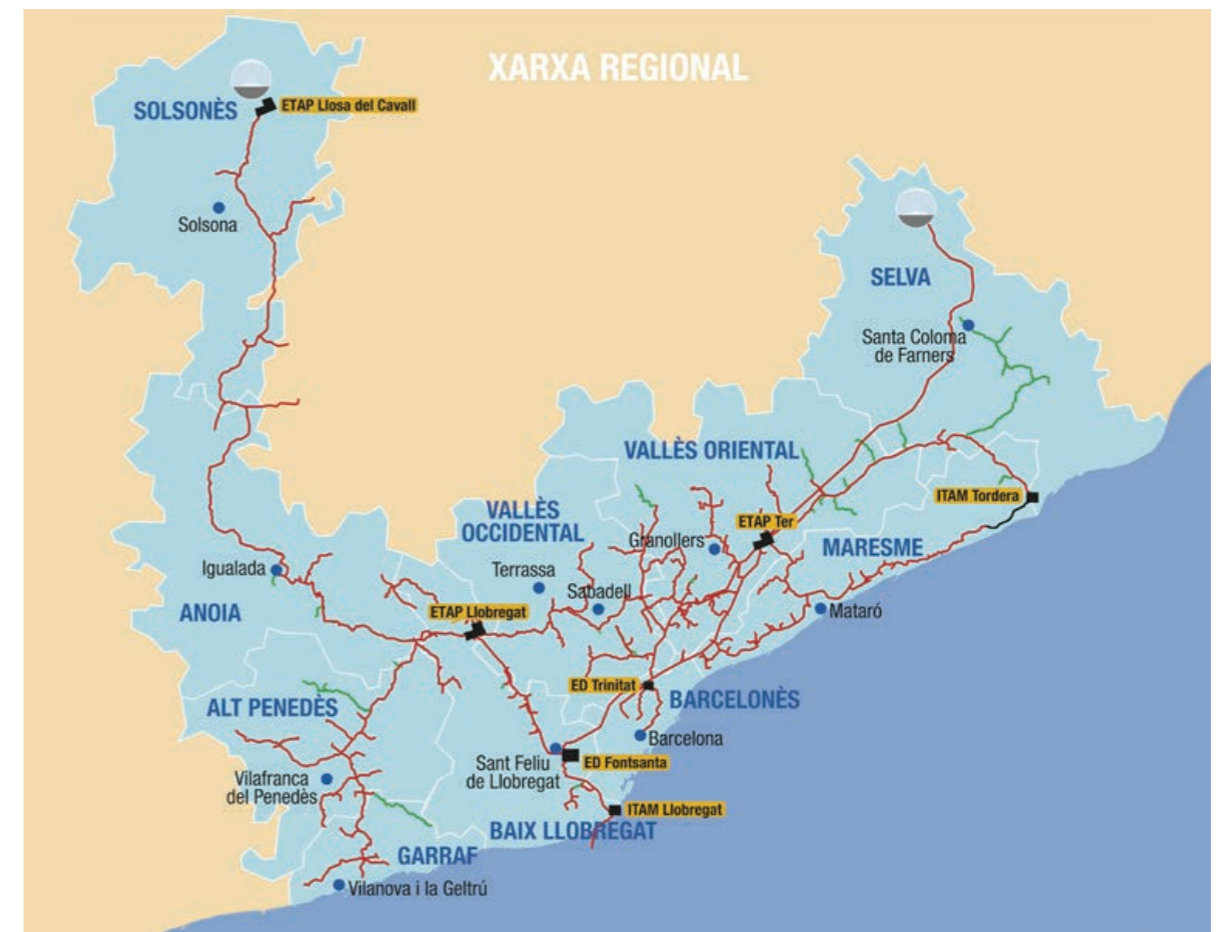 XARXA REGIONAL
SOLSONÈS
ETAP Llosa del Cavall
Solsona
SELVA
Santa Coloma
de Farners
VALLÈS ORIENTAL
ITAM Tordera
VALLÈS
OCCIDENTAL
ETAP Ter
Granollers
MARESME
Igualada
Terrassa
Sabadell
ANOIA
ETAP Llobregat
Mataró
ED Trinitat
BARCELONÈS
ALT PENEDÈS
Barcelona
Sant Feliu
de Llobregat
ED Fontsanta
Vilafranca
del Penedès
ITAM Llobregat
BAIX LLOBREGAT
GARRAF
Vilanova i la Geltrú